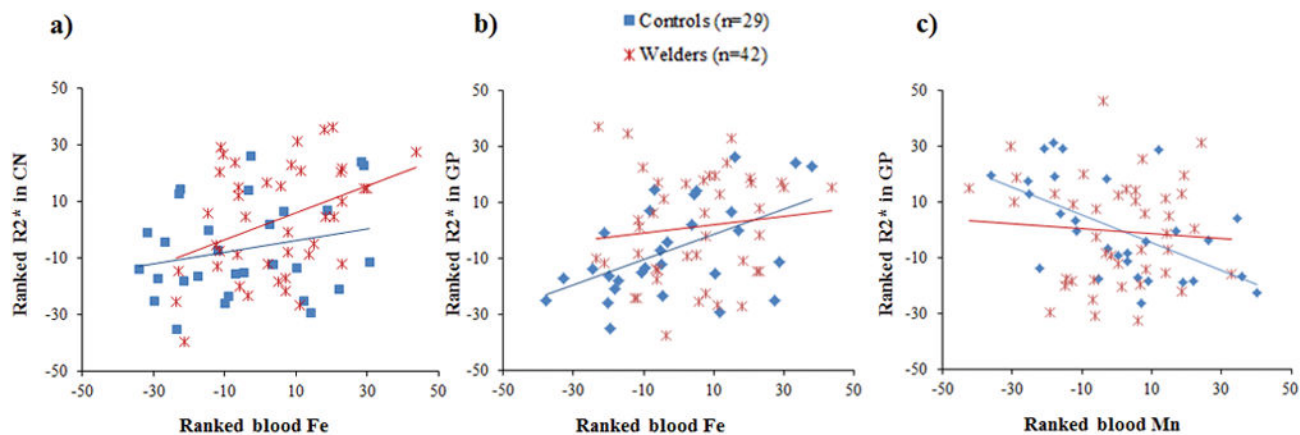 a)
b)
c)
Controls (n=29)
Welders (n=42)
50
30
10
-10
-30
-50
-50 -30 -10 10 30 50
Ranked R2* in CN
Ranked blood Fe
50
30
10
-10
-30
-50
-50 -30 -10 10 30 50
Ranked R2* in GP
Ranked blood Fe
50
30
10
-10
-30
-50
-50 -30 -10 10 30 50
Ranked R2* in GP
Ranked blood Mn